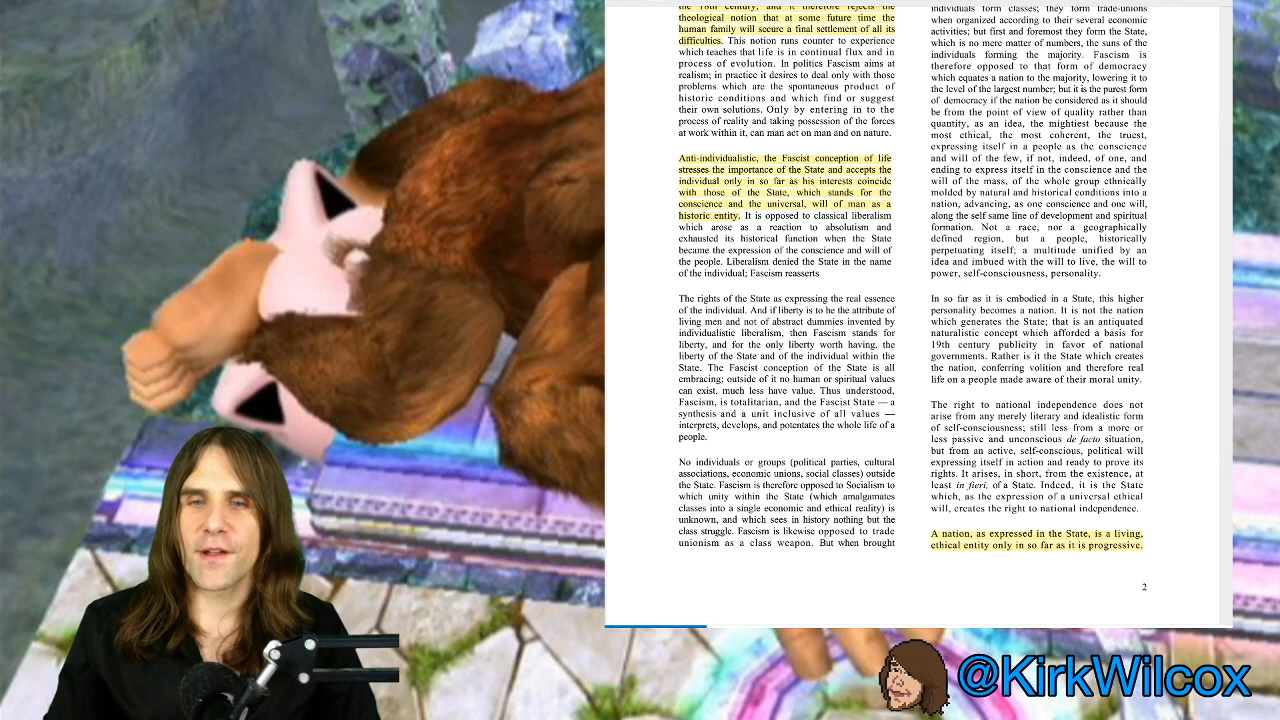 the 18th century, and it therefore rejects the
theological notion that at some future time the
human family will secure a final settlement of all its
difficulties. This notion runs counter to experience
which teaches that life is in continual flux and in
process of evolution. In politics Fascism aims at
realism; in practice it desires to deal only with those
problems which are the spontaneous product of
historic conditions and which find or suggest
their own solutions. Only by entering in to the
process of reality and taking possession of the forces
at work within it, can man act on man and on nature.
Anti-individualistic, the Fascist conception of life
stresses the importance of the State and accepts the
individual only in so far as his interests coincide
with those of the State, which stands for the
conscience and the universal, will of man as a
historic entity. It is opposed to classical liberalism
which arose as a reaction to absolutism and
exhausted its historical function when the State
became the expression of the conscience and will of
the people. Liberalism denied the State in the name
of the individual; Fascism reasserts
The rights of the State as expressing the real essence
of the individual. And if liberty is to he the attribute of
living men and not of abstract dummies invented by
individualistic liberalism, then Fascism stands for
liberty, and for the only liberty worth having, the
liberty of the State and of the individual within the
State. The Fascist conception of the State is all
embracing; outside of it no human or spiritual values
can exist, much less have value. Thus understood,
Fascism, is totalitarian, and the Fascist State — a
synthesis and a unit inclusive of all values —
interprets, develops, and potentates the whole life of a
people.
No individuals or groups (political parties, cultural
associations, economic unions, social classes) outside
the State. Fascism is therefore opposed to Socialism to
which unity within the State (which amalgamates
classes into a single economic and ethical reality) is
unknown, and which sees in history nothing but the
class struggle. Fascism is likewise opposed to trade
unionism as a class weapon. But when brought
individuals form classes; they form trade-unions
when organized according to their several economic
activities; but first and foremost they form the State,
which is no mere matter of numbers, the suns of the
individuals forming the majority. Fascism is
therefore opposed to that form of democracy
which equates a nation to the majority, lowering it to
the level of the largest number; but it is the purest form
of democracy if the nation be considered as it should
be from the point of view of quality rather than
quantity, as an idea, the mightiest because the
most ethical, the most coherent, the truest,
expressing itself in a people as the conscience
and will of the few, if not, indeed, of one, and
ending to express itself in the conscience and the
will of the mass, of the whole group ethnically
molded by natural and historical conditions into a
nation, advancing, as one conscience and one will,
along the self same line of development and spiritual
formation. Not a race, nor a geographically
defined region, but a people, historically
perpetuating itself; a multitude unified by an
idea and imbued with the will to live, the will to
power, self-consciousness, personality.
In so far as it is embodied in a State, this higher
personality becomes a nation. It is not the nation
which generates the State; that is an antiquated
naturalistic concept which afforded a basis for
19th century publicity in favor of national
governments. Rather is it the State which creates
the nation, conferring volition and therefore real
life on a people made aware of their moral unity.
The right to national independence does not
arise from any merely literary and idealistic form
of self-consciousness; still less from a more or
less passive and unconscious de facto situation,
but from an active, self-conscious, political will
expressing itself in action and ready to prove its
rights. It arises, in short, from the existence, at
least in fieri, of a State. Indeed, it is the State
which, as the expression of a universal ethical
will, creates the right to national independence.
A nation, as expressed in the State, is a living,
ethical entity only in so far as it is progressive.
2
@KirkWilcox